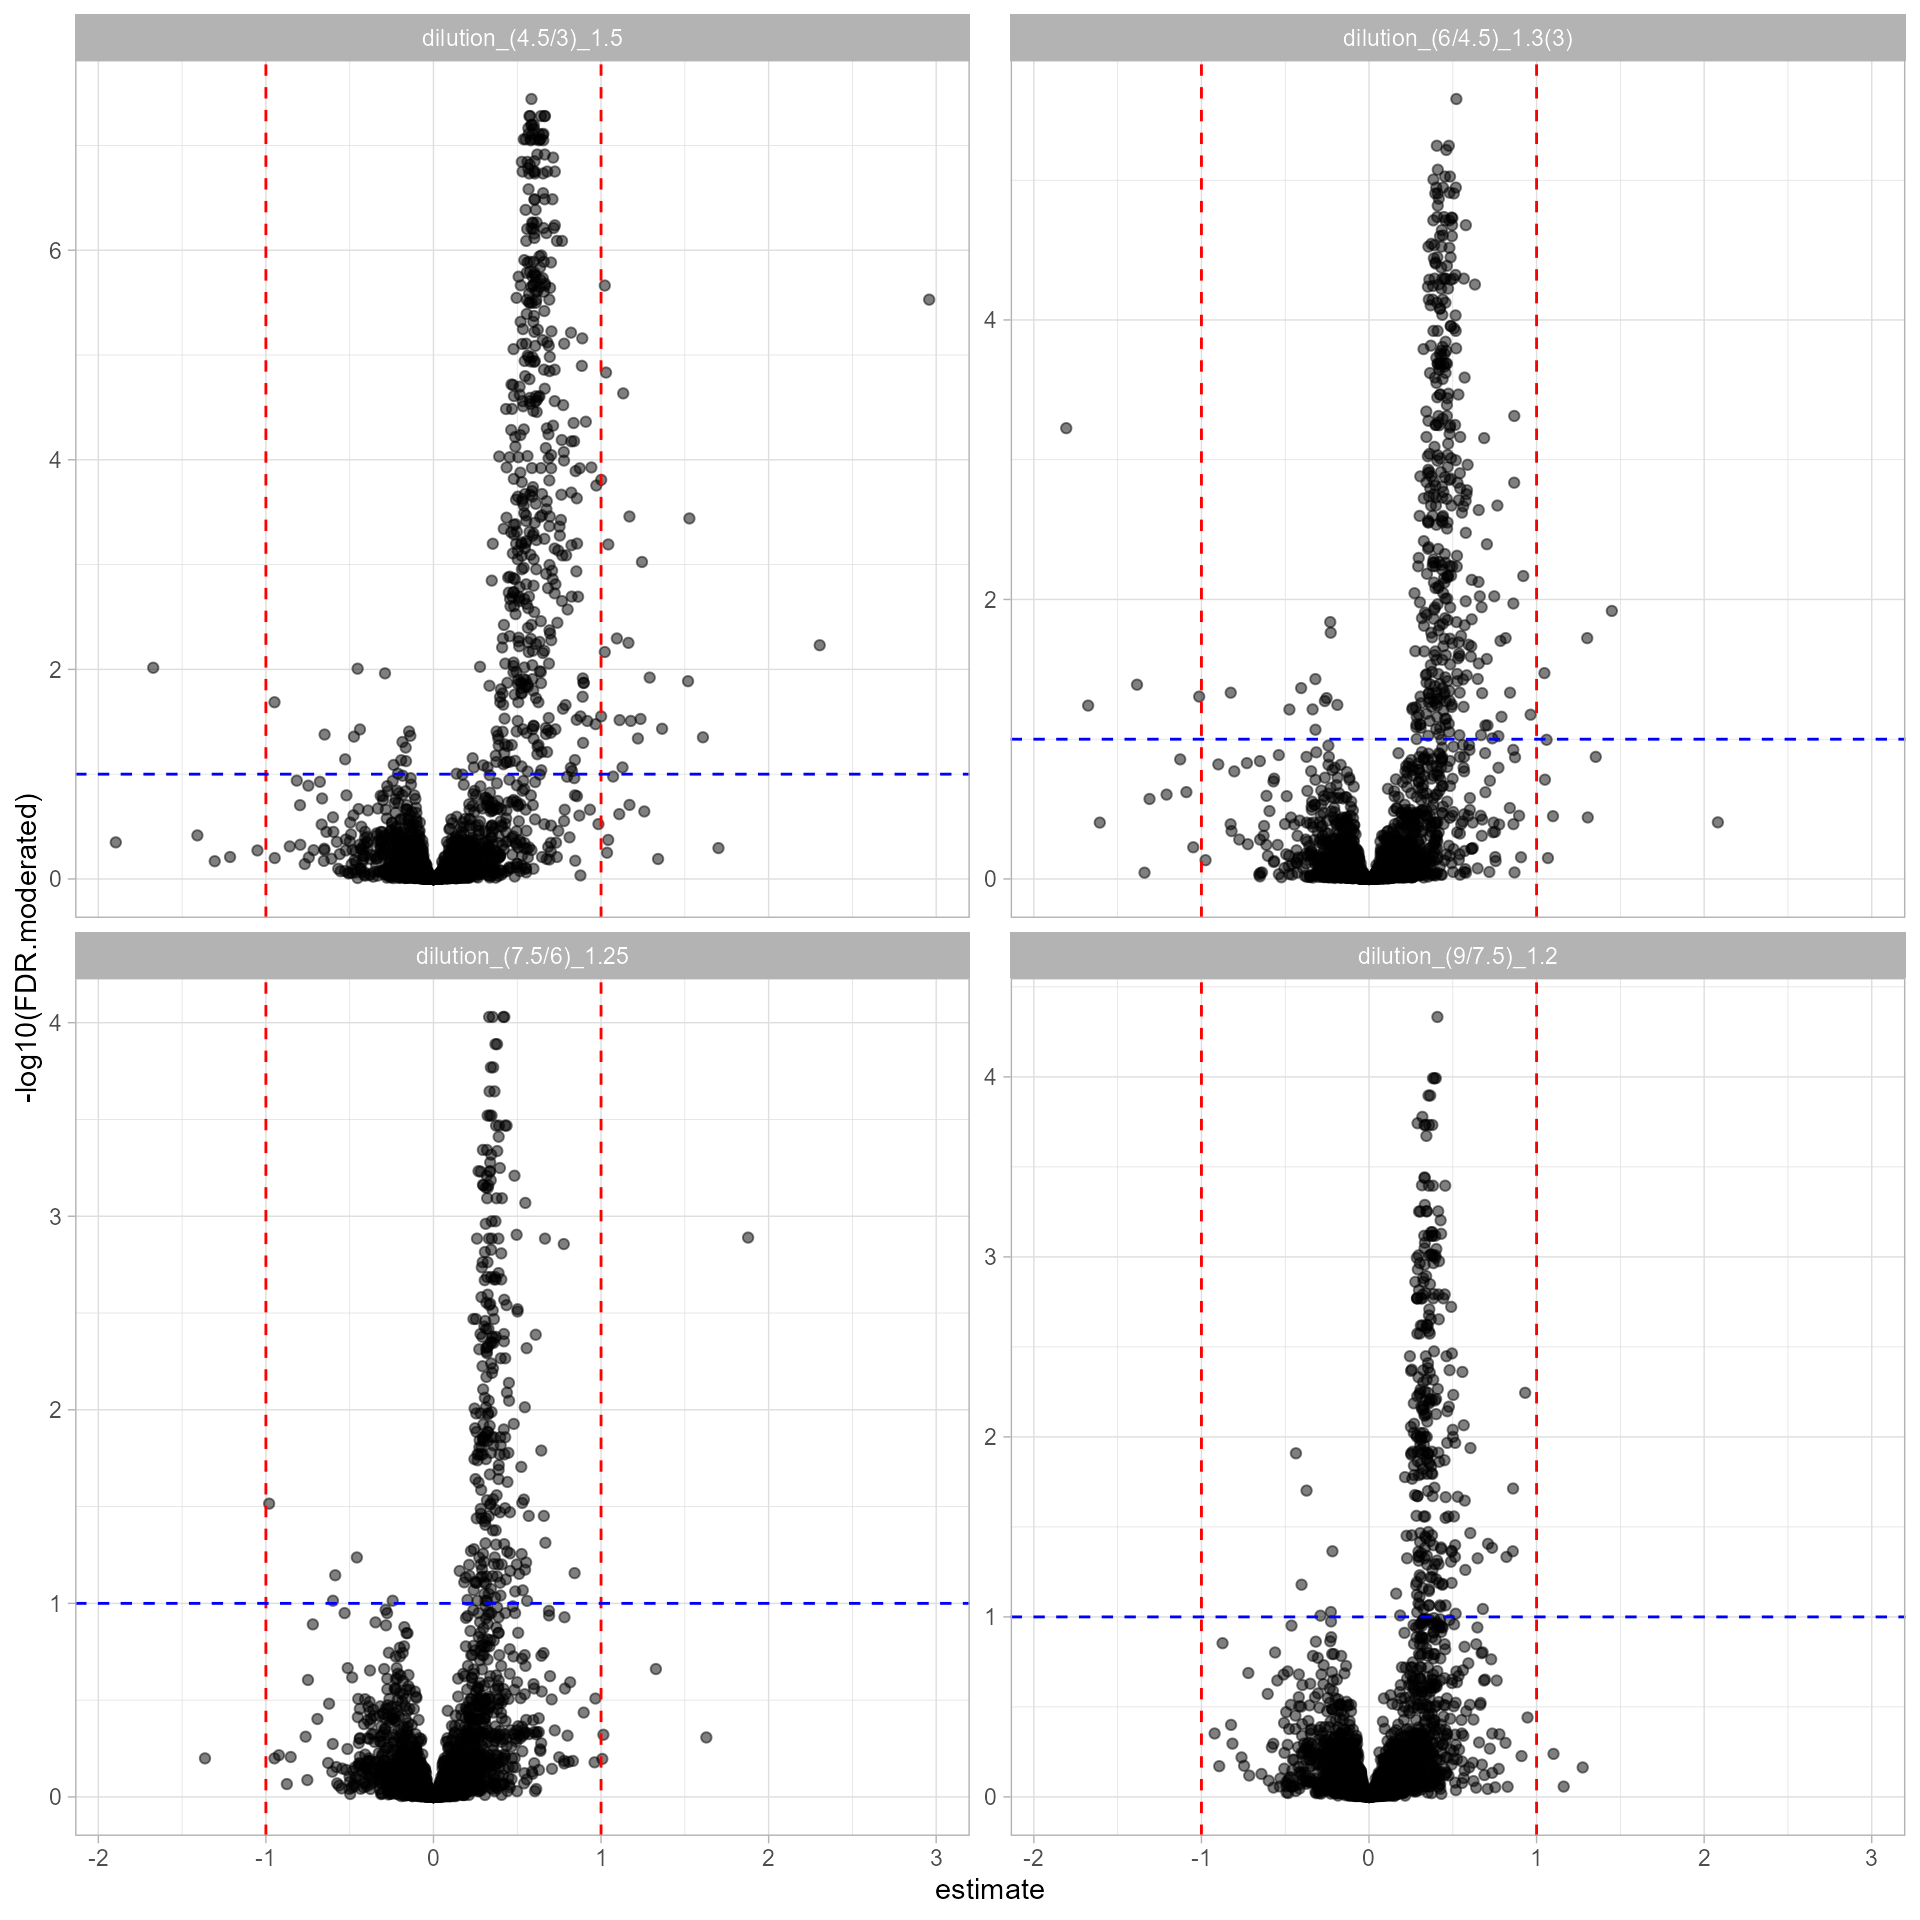 dilution_(4.5/3)_1.5
dilution_(6/4.5)_1.3(3)
6
4
2
0
4
2
0
dilution_(7.5/6)_1.25
dilution_(9/7.5)_1.2
4
3
2
1
0
4
3
2
1
0
-2 -1 0 1 2 3
-2 -1 0 1 2 3
estimate
-log10(FDR.moderated)